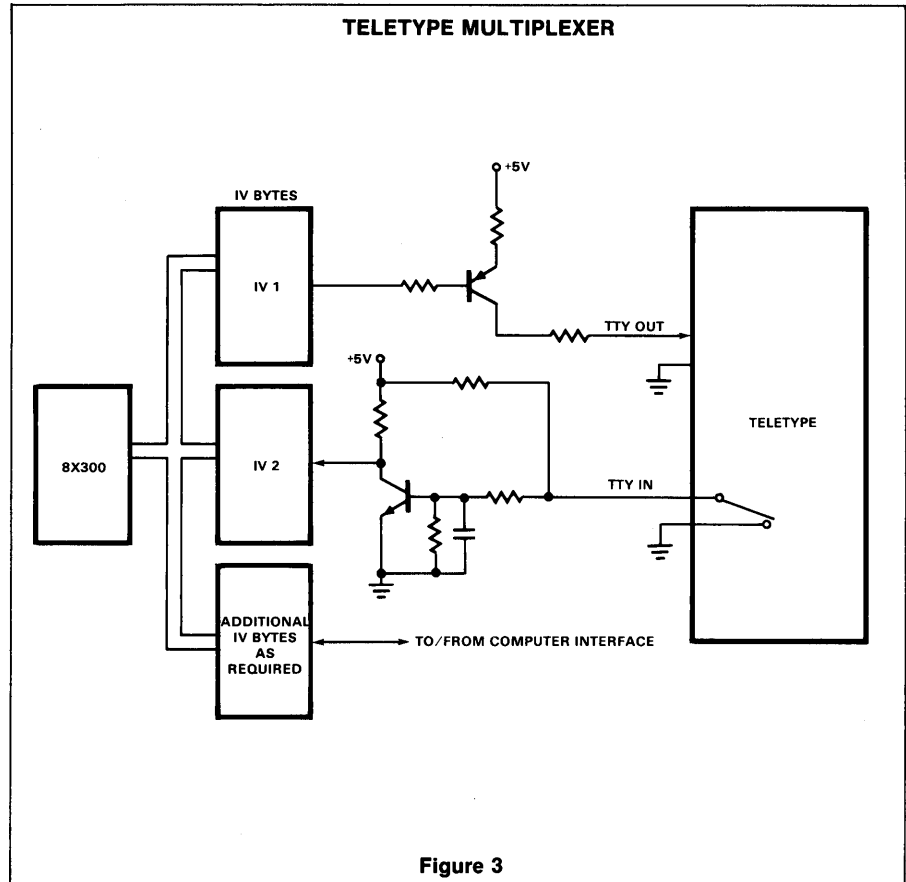 TELETYPE MULTIPLEXER
+5V
IV BYTES
IV 1
TTY OUT
+5V
TELETYPE
8X300
IV 2
TTY IN
ADDITIONAL
IV BYTES
AS
REQUIRED
TO/FROM COMPUTER INTERFACE
Figure 3